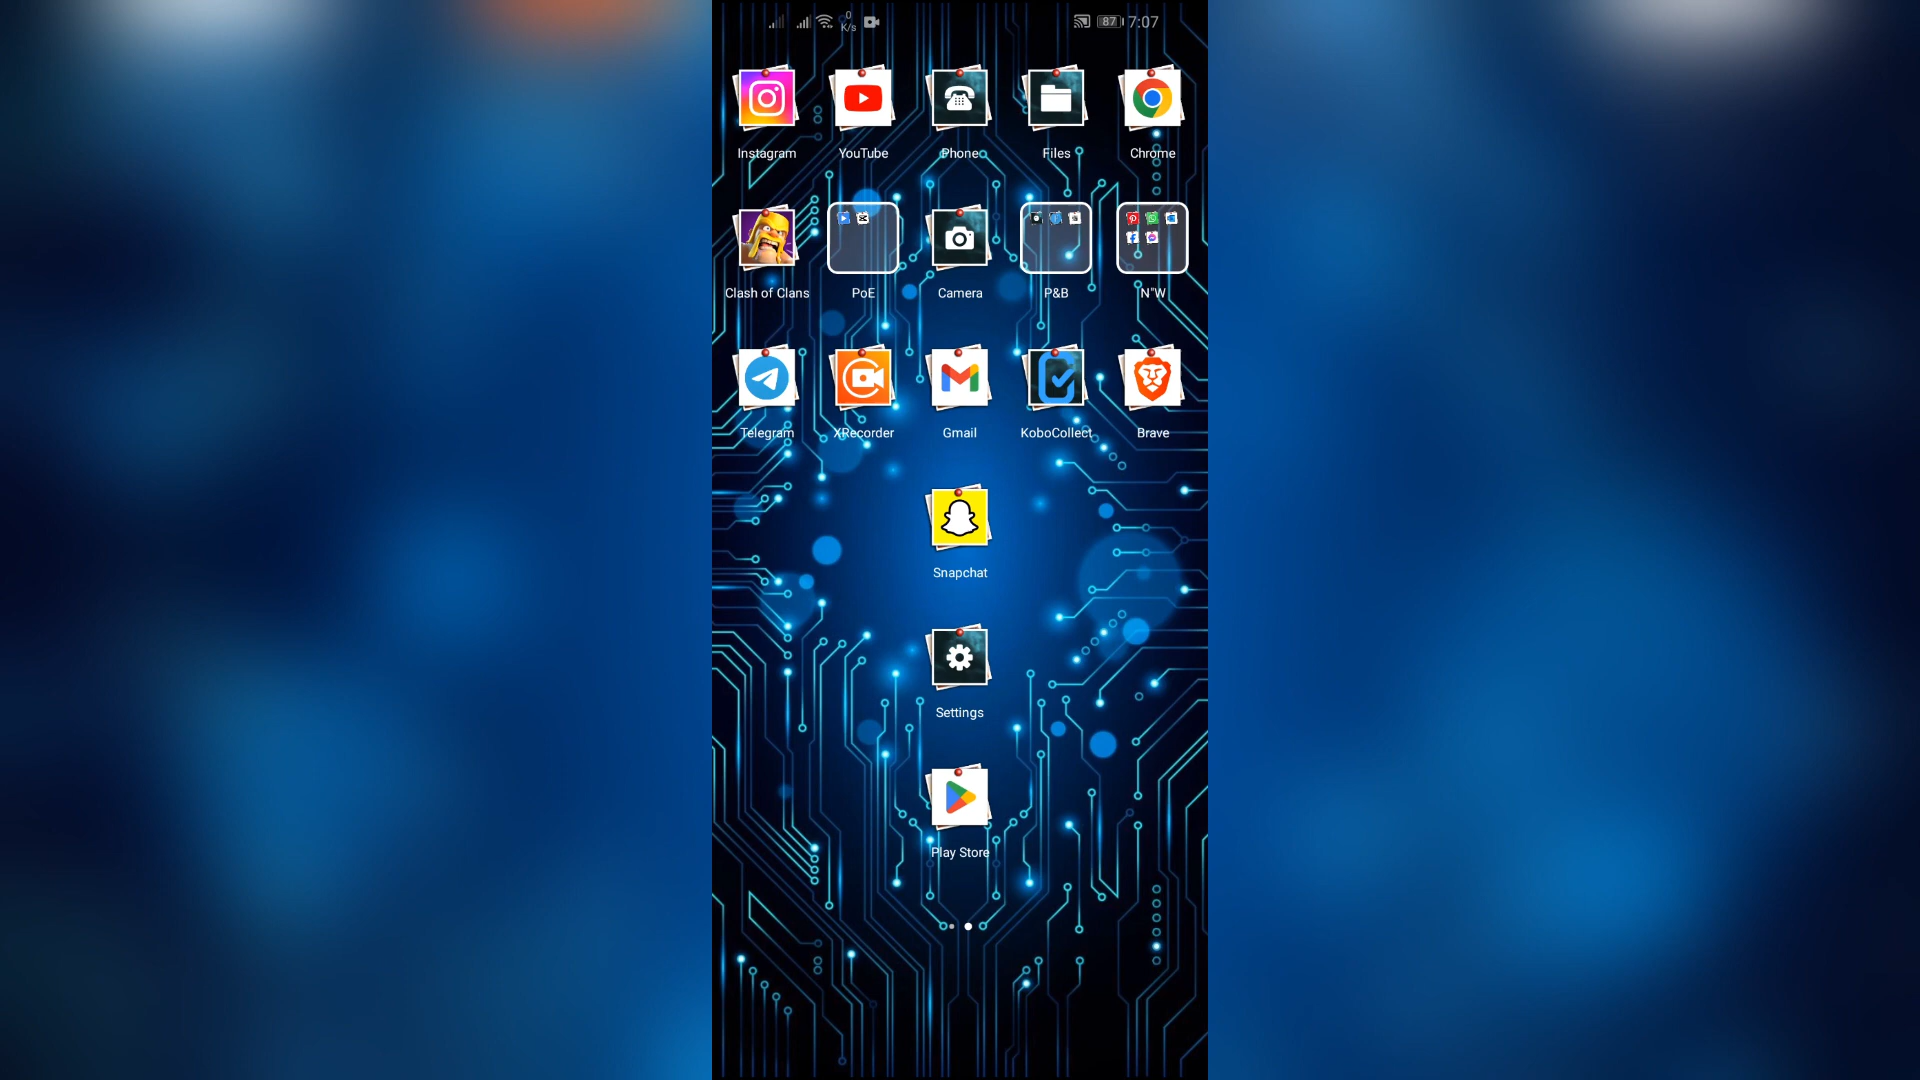 0
K/s
87
7:07
Instagram
YouTube
Phone
Files
Chrome
Clash of Clans
PoE
Camera
P&B
N"W
Telegram
XRecorder
Gmail
KoboCollect
Brave
Snapchat
Settings
Play Store